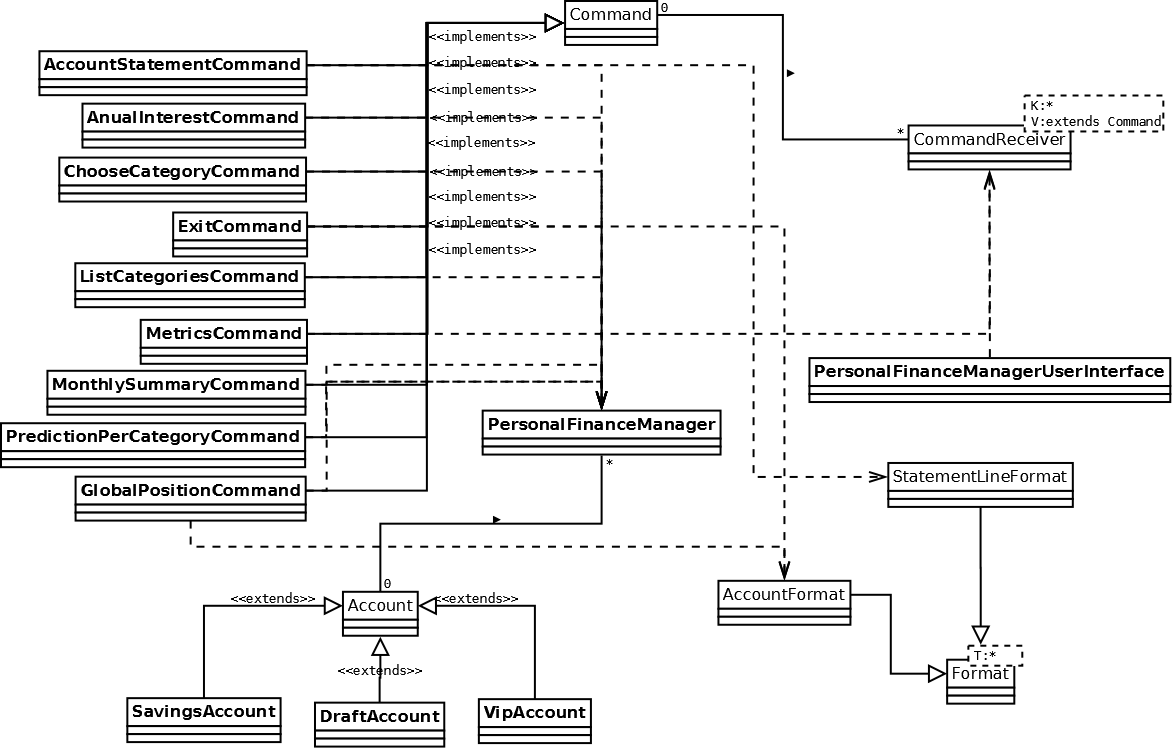 Command
0
<<implements>>
AccountStatementCommand
<<implements>>
<<implements>>
K:*
V:extends Command
AnualInterestCommand
<<implements>>
*
CommandReceiver
<<implements>>
ChooseCategoryCommand
<<implements>>
<<implements>>
ExitCommand
<<implements>>
<<implements>>
ListCategoriesCommand
MetricsCommand
PersonalFinanceManagerUserInterface
MonthlySummaryCommand
PersonalFinanceManager
PredictionPerCategoryCommand
*
StatementLineFormat
GlobalPositionCommand
0
AccountFormat
<<extends>>
Account
<<extends>>
T:*
Format
<<extends>>
SavingsAccount
DraftAccount
VipAccount